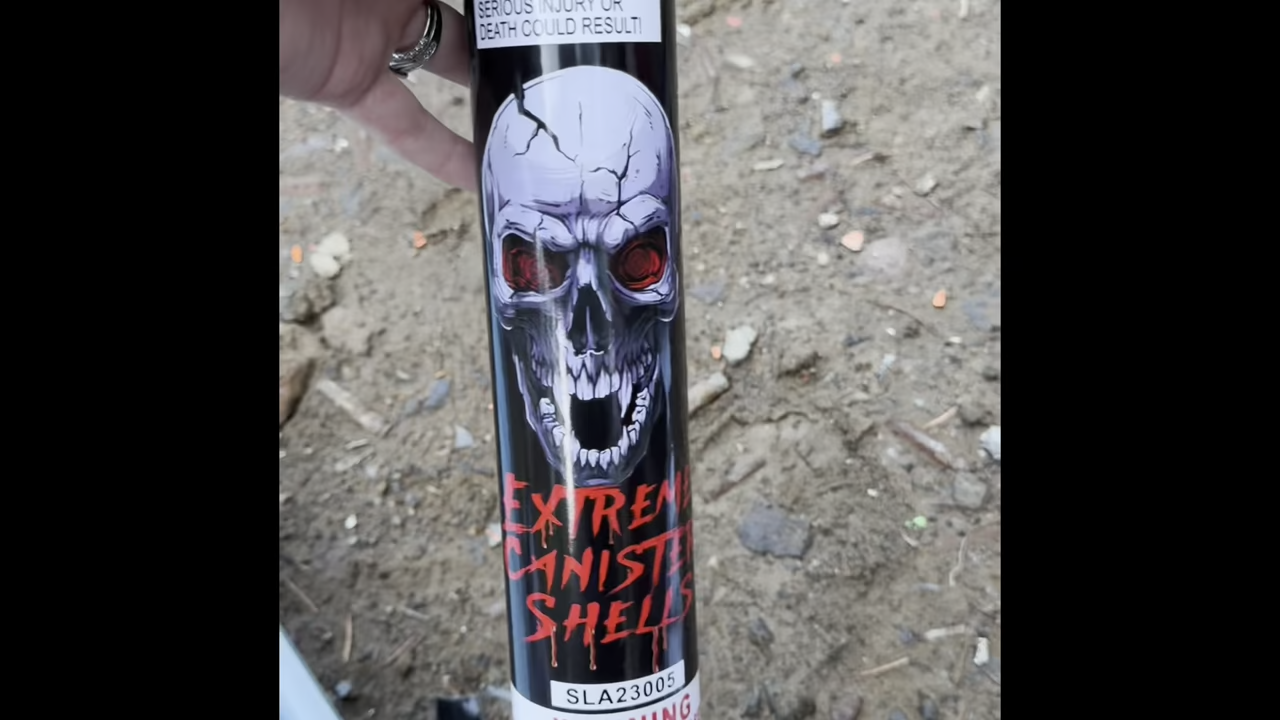 SERIOUS INJURY OR
DEATH COULD RESULT!
EXTREME
CANISTER
SHELLS
SLA23005